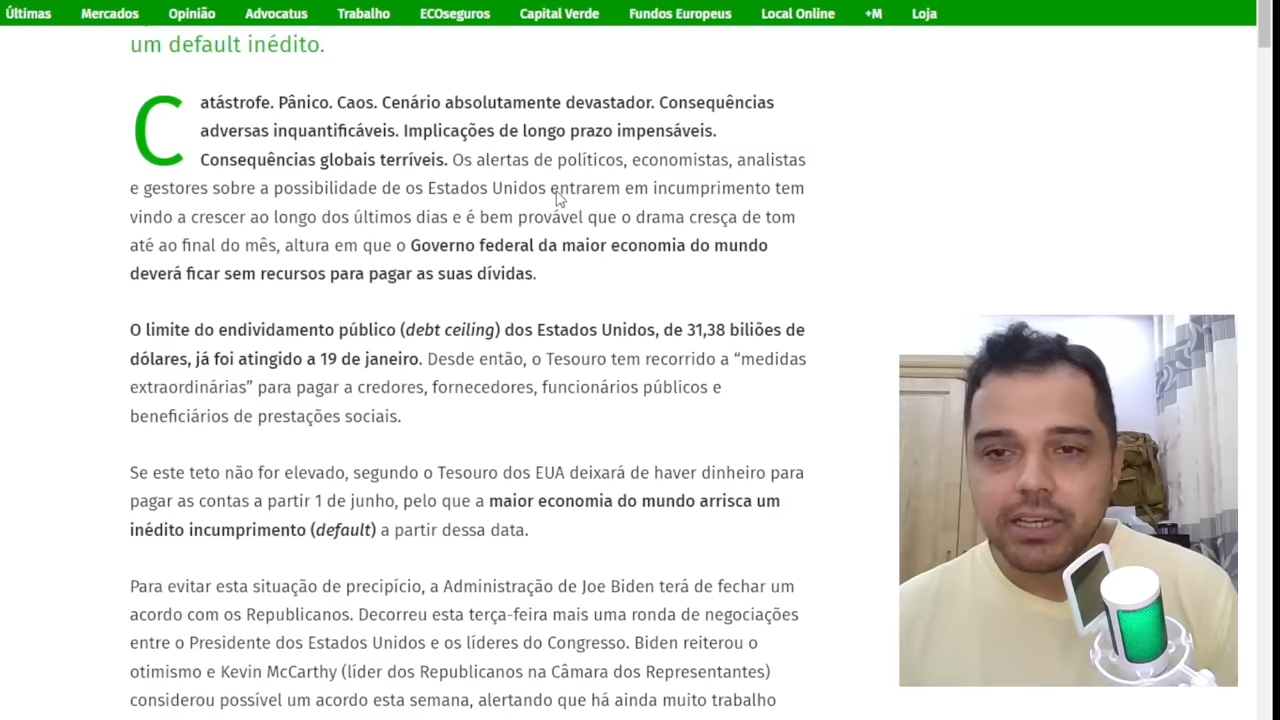 Últimas Mercados Opinião Advocatus Trabalho ECOseguros Capital Verde Fundos Europeus Local Online +M Loja
um default inédito.
Catástrofe. Pânico. Caos. Cenário absolutamente devastador. Consequências
adversas inquantificáveis. Implicações de longo prazo impensáveis.
Consequências globais terríveis. Os alertas de políticos, economistas, analistas
e gestores sobre a possibilidade de os Estados Unidos entrarem em incumprimento tem
vindo a crescer ao longo dos últimos dias e é bem provável que o drama cresça de tom
até ao final do mês, altura em que o Governo federal da maior economia do mundo
deverá ficar sem recursos para pagar as suas dívidas.
O limite do endividamento público (debt ceiling) dos Estados Unidos, de 31,38 biliões de
dólares, já foi atingido a 19 de janeiro. Desde então, o Tesouro tem recorrido a “medidas
extraordinárias” para pagar a credores, fornecedores, funcionários públicos e
beneficiários de prestações sociais.
Se este teto não for elevado, segundo o Tesouro dos EUA deixará de haver dinheiro para
pagar as contas a partir 1 de junho, pelo que a maior economia do mundo arrisca um
inédito incumprimento (default) a partir dessa data.
Para evitar esta situação de precipício, a Administração de Joe Biden terá de fechar um
acordo com os Republicanos. Decorreu esta terça-feira mais uma ronda de negociações
entre o Presidente dos Estados Unidos e os líderes do Congresso. Biden reiterou o
otimismo e Kevin McCarthy (líder dos Republicanos na Câmara dos Representantes)
considerou possível um acordo esta semana, alertando que há ainda muito trabalho